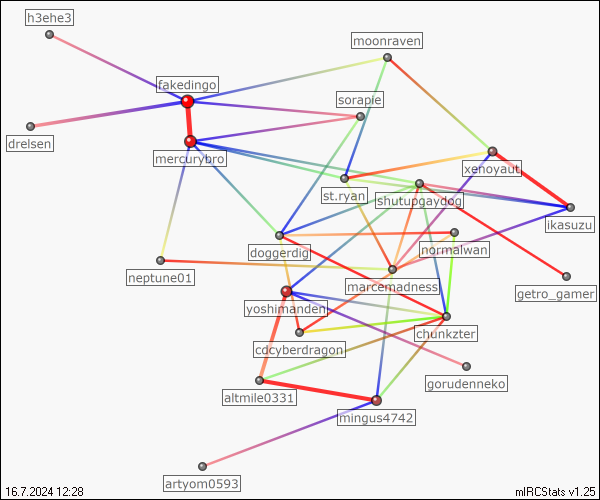 h3ehe3
moonraven
fakedingo
sorapie
drelsen
mercurybro
xenoyaut
st.ryan
shutupgaydog
ikasuzu
doggerdig
normalwan
neptune01
marcemadness
getro_gamer
yoshimanden
chunkzter
cdcyberdragon
altmile0331
gorudenneko
mingus4742
artyom0593
16.7.2024 12:28
mIRCStats v1.25